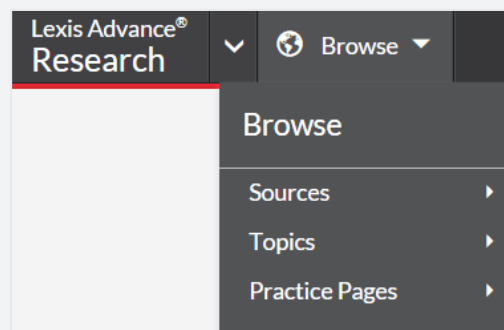 Lexis Advance®
Research
Browse
Browse
Sources
Topics
Practice Pages